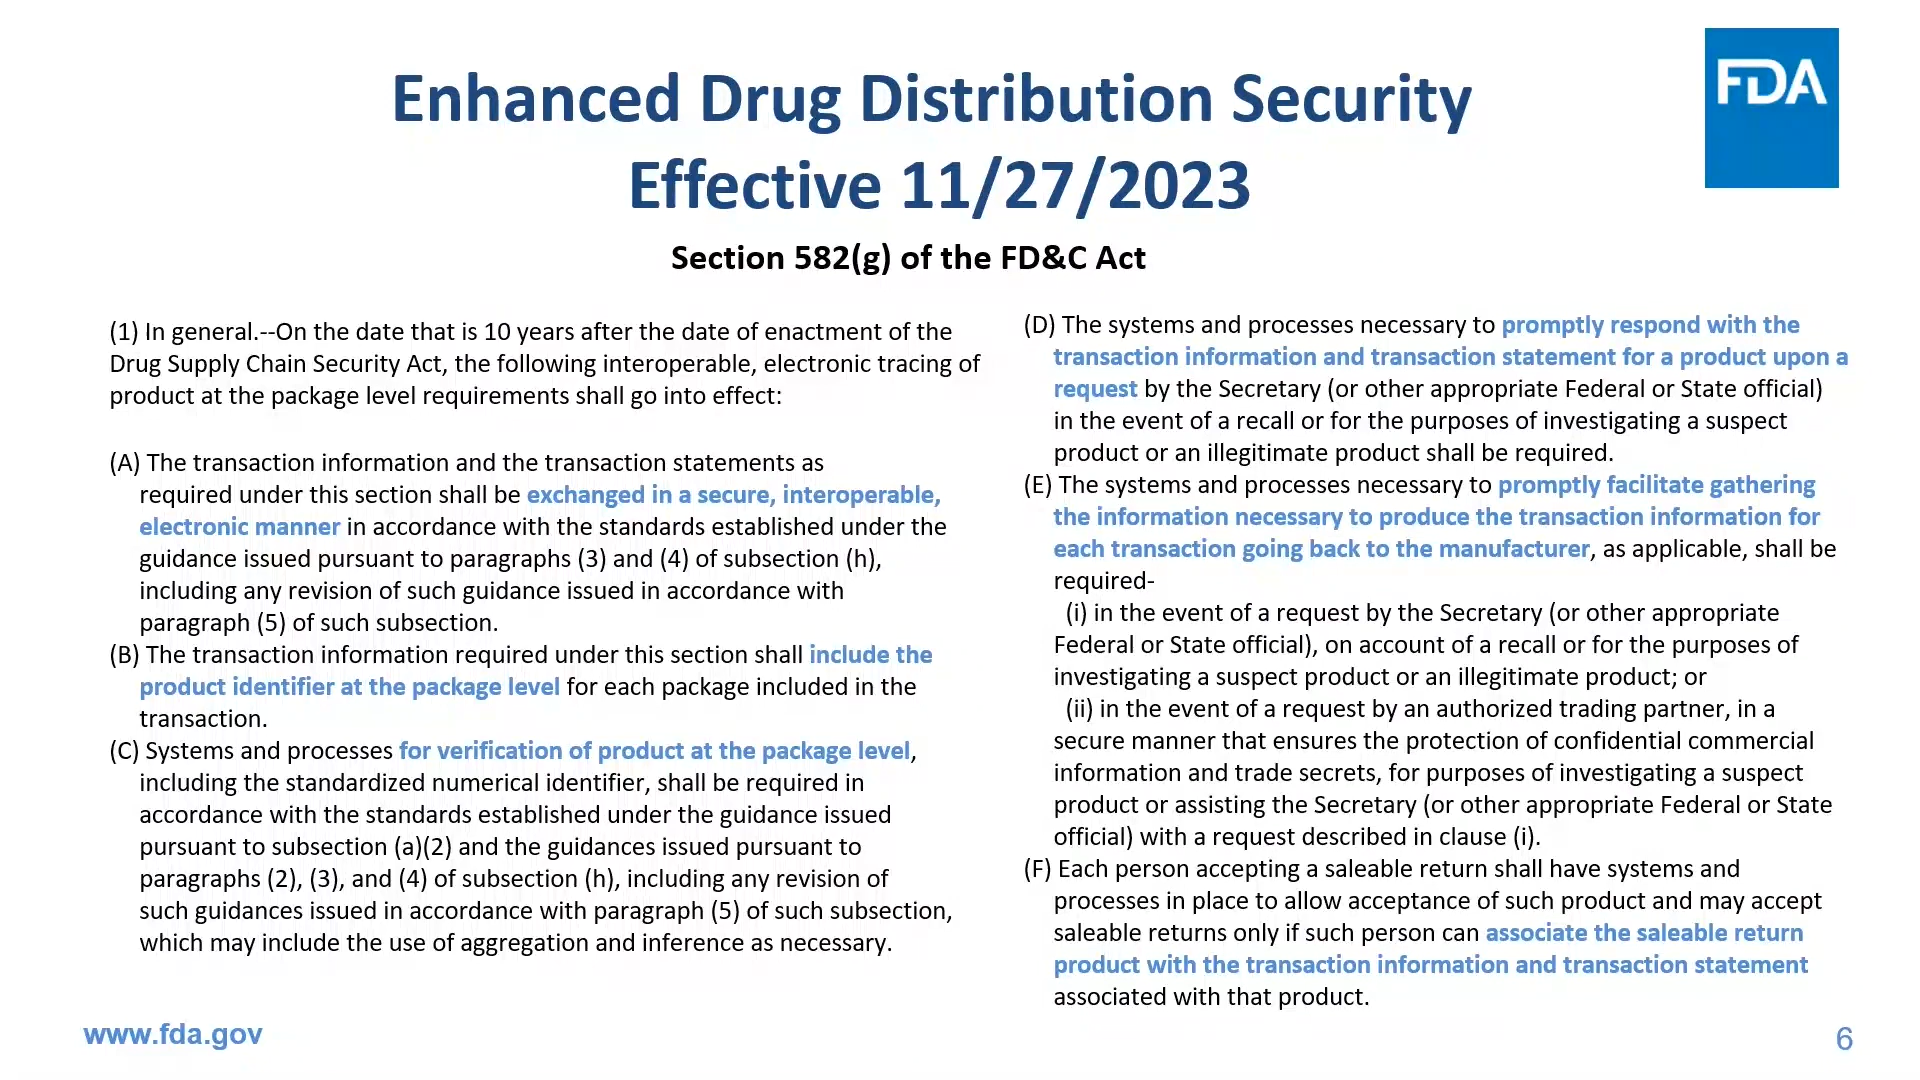 FDA
Enhanced Drug Distribution Security
Effective 11/27/2023
Section 582(g) of the FD&C Act
(1) In general.--On the date that is 10 years after the date of enactment of the
Drug Supply Chain Security Act, the following interoperable, electronic tracing of
product at the package level requirements shall go into effect:
(A) The transaction information and the transaction statements as
required under this section shall be exchanged in a secure, interoperable,
electronic manner in accordance with the standards established under the
guidance issued pursuant to paragraphs (3) and (4) of subsection (h),
including any revision of such guidance issued in accordance with
paragraph (5) of such subsection.
(B) The transaction information required under this section shall include the
product identifier at the package level for each package included in the
transaction.
(C) Systems and processes for verification of product at the package level,
including the standardized numerical identifier, shall be required in
accordance with the standards established under the guidance issued
pursuant to subsection (a)(2) and the guidances issued pursuant to
paragraphs (2), (3), and (4) of subsection (h), including any revision of
such guidances issued in accordance with paragraph (5) of such subsection,
which may include the use of aggregation and inference as necessary.
(D) The systems and processes necessary to promptly respond with the
transaction information and transaction statement for a product upon a
request by the Secretary (or other appropriate Federal or State official)
in the event of a recall or for the purposes of investigating a suspect
product or an illegitimate product shall be required.
(E) The systems and processes necessary to promptly facilitate gathering
the information necessary to produce the transaction information for
each transaction going back to the manufacturer, as applicable, shall be
required-
(i) in the event of a request by the Secretary (or other appropriate
Federal or State official), on account of a recall or for the purposes of
investigating a suspect product or an illegitimate product; or
(ii) in the event of a request by an authorized trading partner, in a
secure manner that ensures the protection of confidential commercial
information and trade secrets, for purposes of investigating a suspect
product or assisting the Secretary (or other appropriate Federal or State
official) with a request described in clause (i).
(F) Each person accepting a saleable return shall have systems and
processes in place to allow acceptance of such product and may accept
saleable returns only if such person can associate the saleable return
product with the transaction information and transaction statement
associated with that product.
www.fda.gov
6